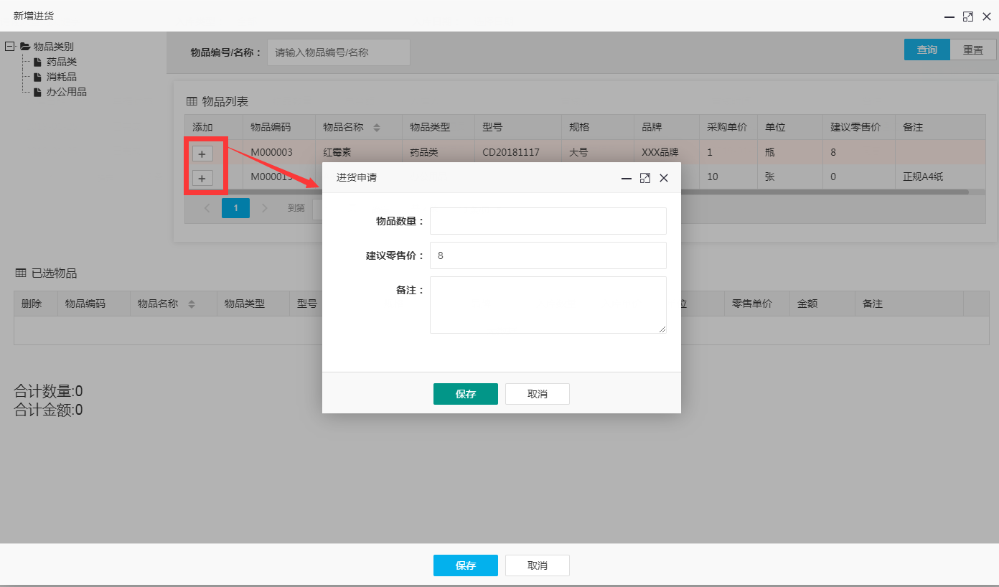 新增进货
物品类别
药品类
消耗品
办公用品
物品编号/名称： 请输入物品编号/名称 查询 重置
物品列表
添加 物品编码 物品名称 物品类型 型号 规格 品牌 采购单价 单位 建议零售价 备注
+ M000003 红霉素 药品类 CD20181117 大号 XXX品牌 1 瓶 8
+ 10 张 0 正规A4纸
1 到第
进货申请
物品数量：
建议零售价： 8
备注：
保存 取消
已选物品
删除 物品编码 物品名称 物品类型 型号 位 零售单价 金额 备注
合计数量:0
合计金额:0
保存 取消